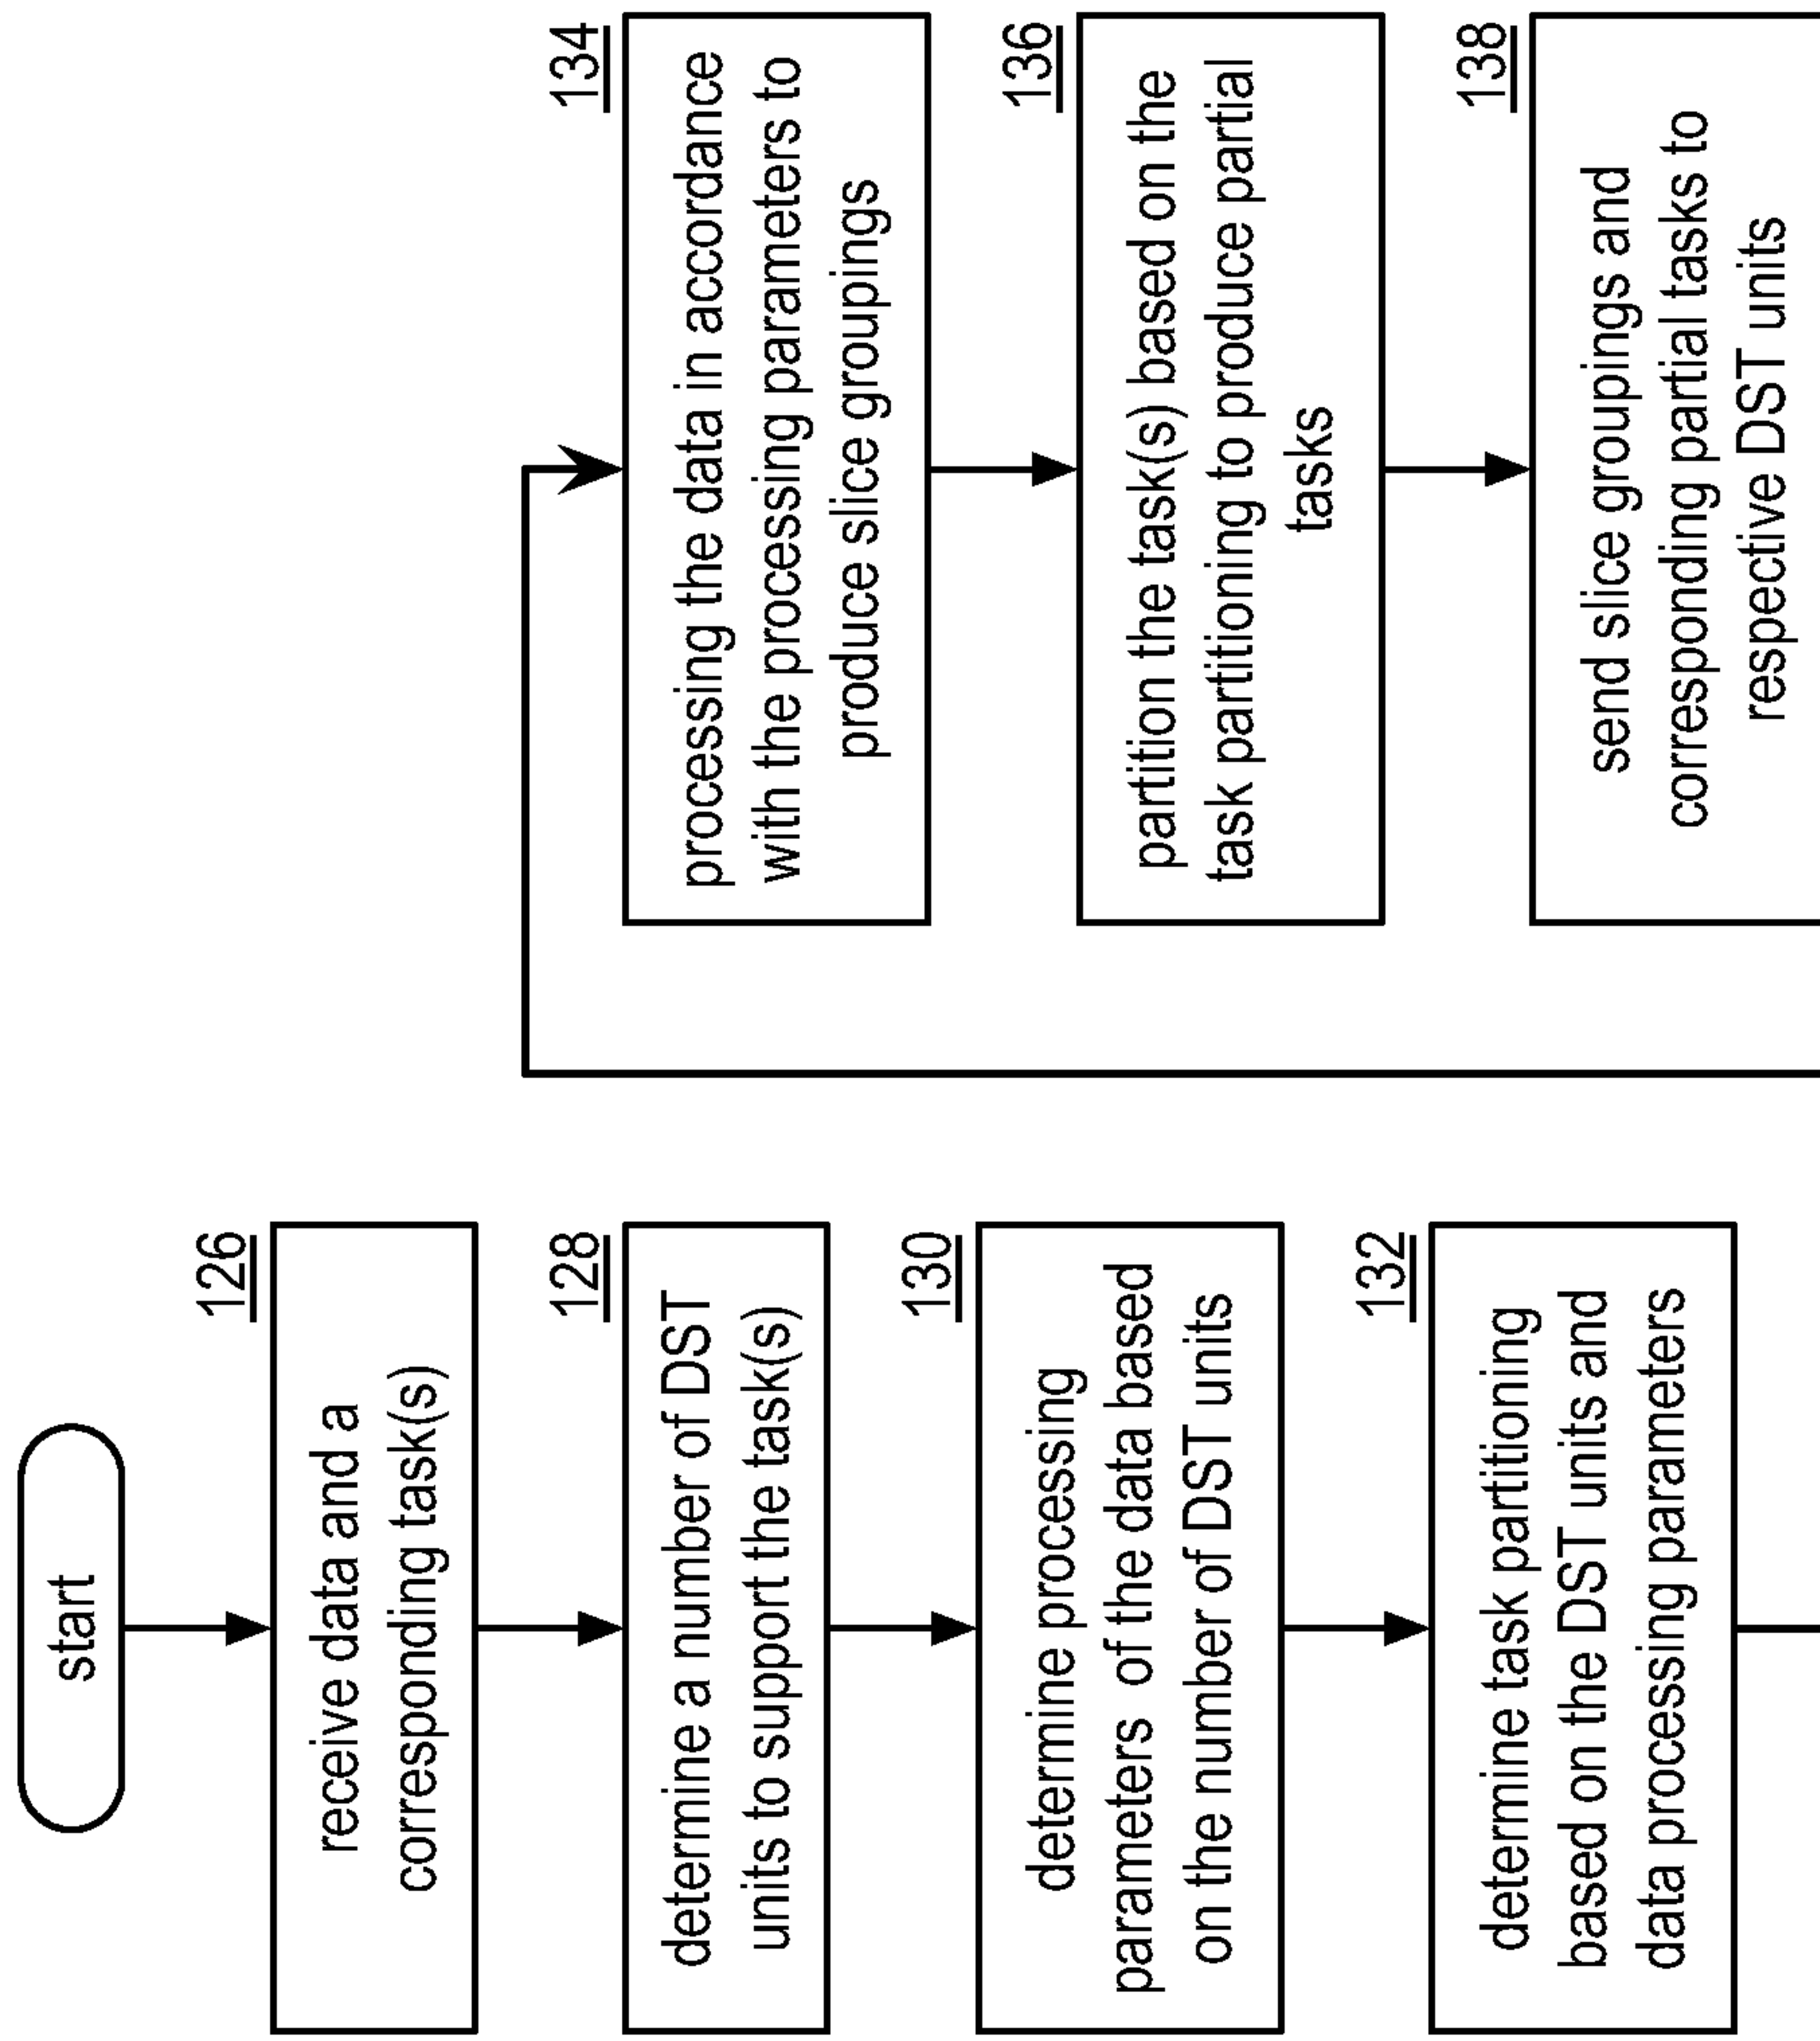 start
126
receive data and a
corresponding task(s)
128
determine a number of DST
units to support the task(s)
130
determine processing
parameters of the data based
on the number of DST units
132
determine task partitioning
based on the DST units and
data processing parameters
134
processing the data in accordance
with the processing parameters to
produce slice groupings
136
partition the task(s) based on the
task partitioning to produce partial
tasks
138
send slice groupings and
corresponding partial tasks to
respective DST units